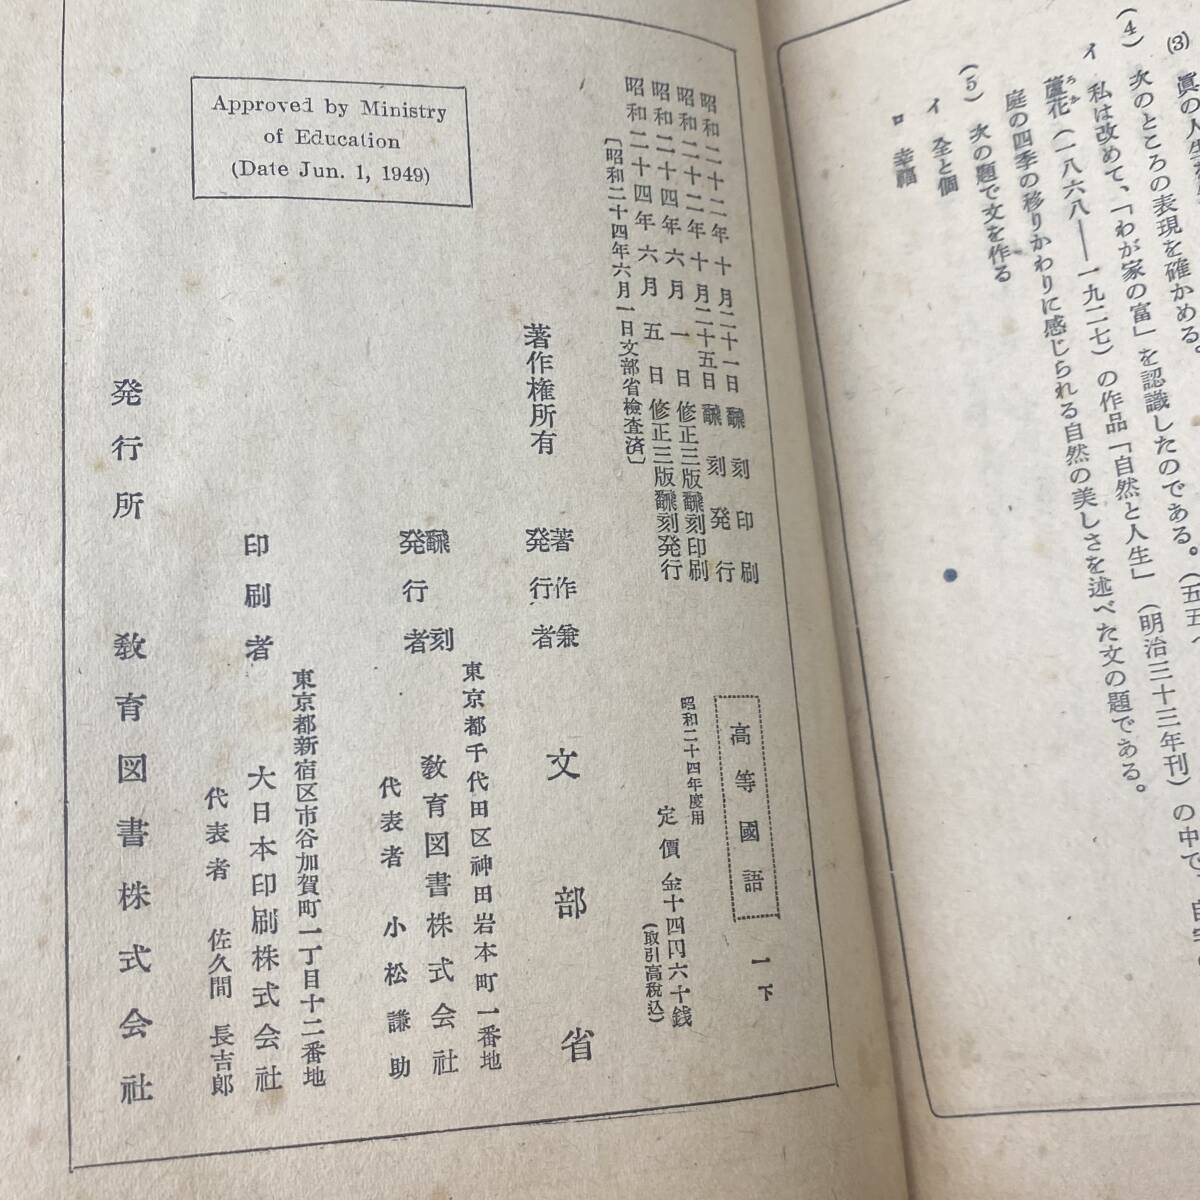 (3) 眞の人生
(4) 次のところの表現を確かめる。
イ 私は改めて、「わが家の富」を認識したのである。(五五ペ
蘆花(一八六八——一九二七)の作品「自然と人生」(明治三十三年刊)の中で、自宅の
庭の四季の移りかわりに感じられる自然の美しさを述べた文の題である。
(5) 次の題で文を作る
イ 全と個
ロ 幸福
高等國語 一下
昭和二十四年度用
定價金十四円六十銭
(取引高税込)
昭和二十二年十月二十一日 飜刻印刷
昭和二十二年十月二十五日 飜刻発行
昭和二十四年六月一日 修正三版飜刻印刷
昭和二十四年六月五日 修正三版飜刻発行
〔昭和二十四年六月一日文部省檢査済〕
著作権所有
著作兼
発行者 文部省
東京都千代田区神田岩本町一番地
飜刻
発行者 敎育図書株式会社
代表者 小松謙助
東京都新宿区市谷加賀町一丁目十二番地
印刷者 大日本印刷株式会社
代表者 佐久間長吉郎
発行所 敎育図書株式会社
Approved by Ministry
of Education
(Date Jun. 1, 1949)